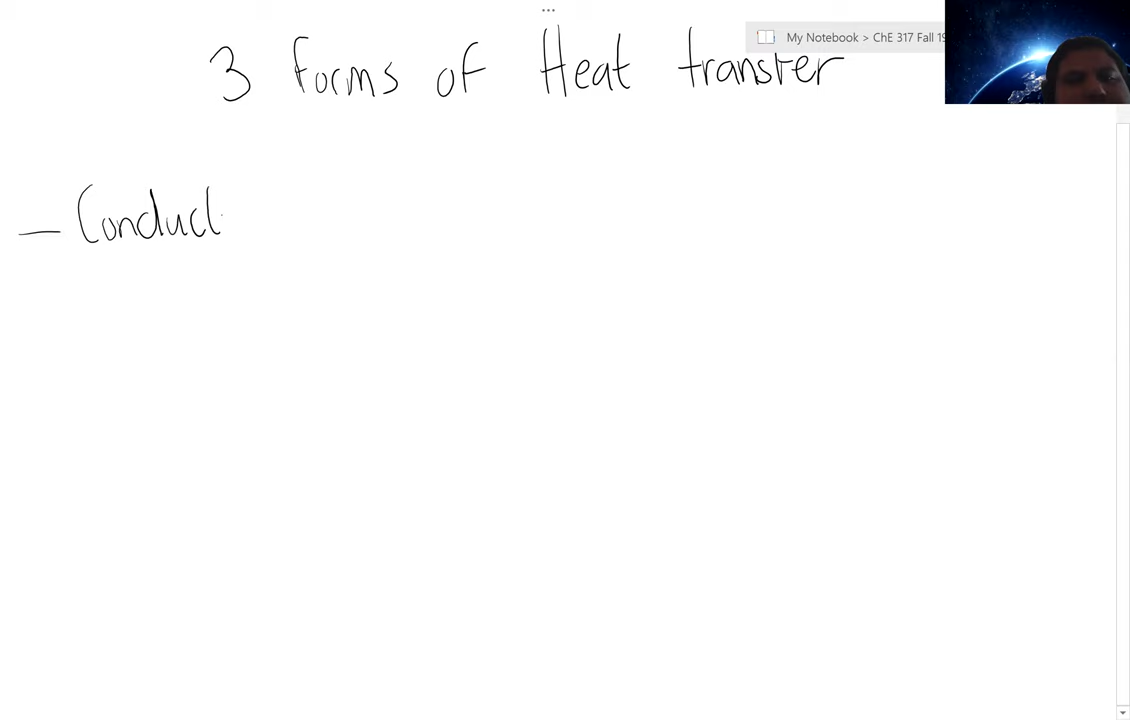 My Notebook > ChE 317 Fall 19
3 Forms of Heat transfer
— Conduct